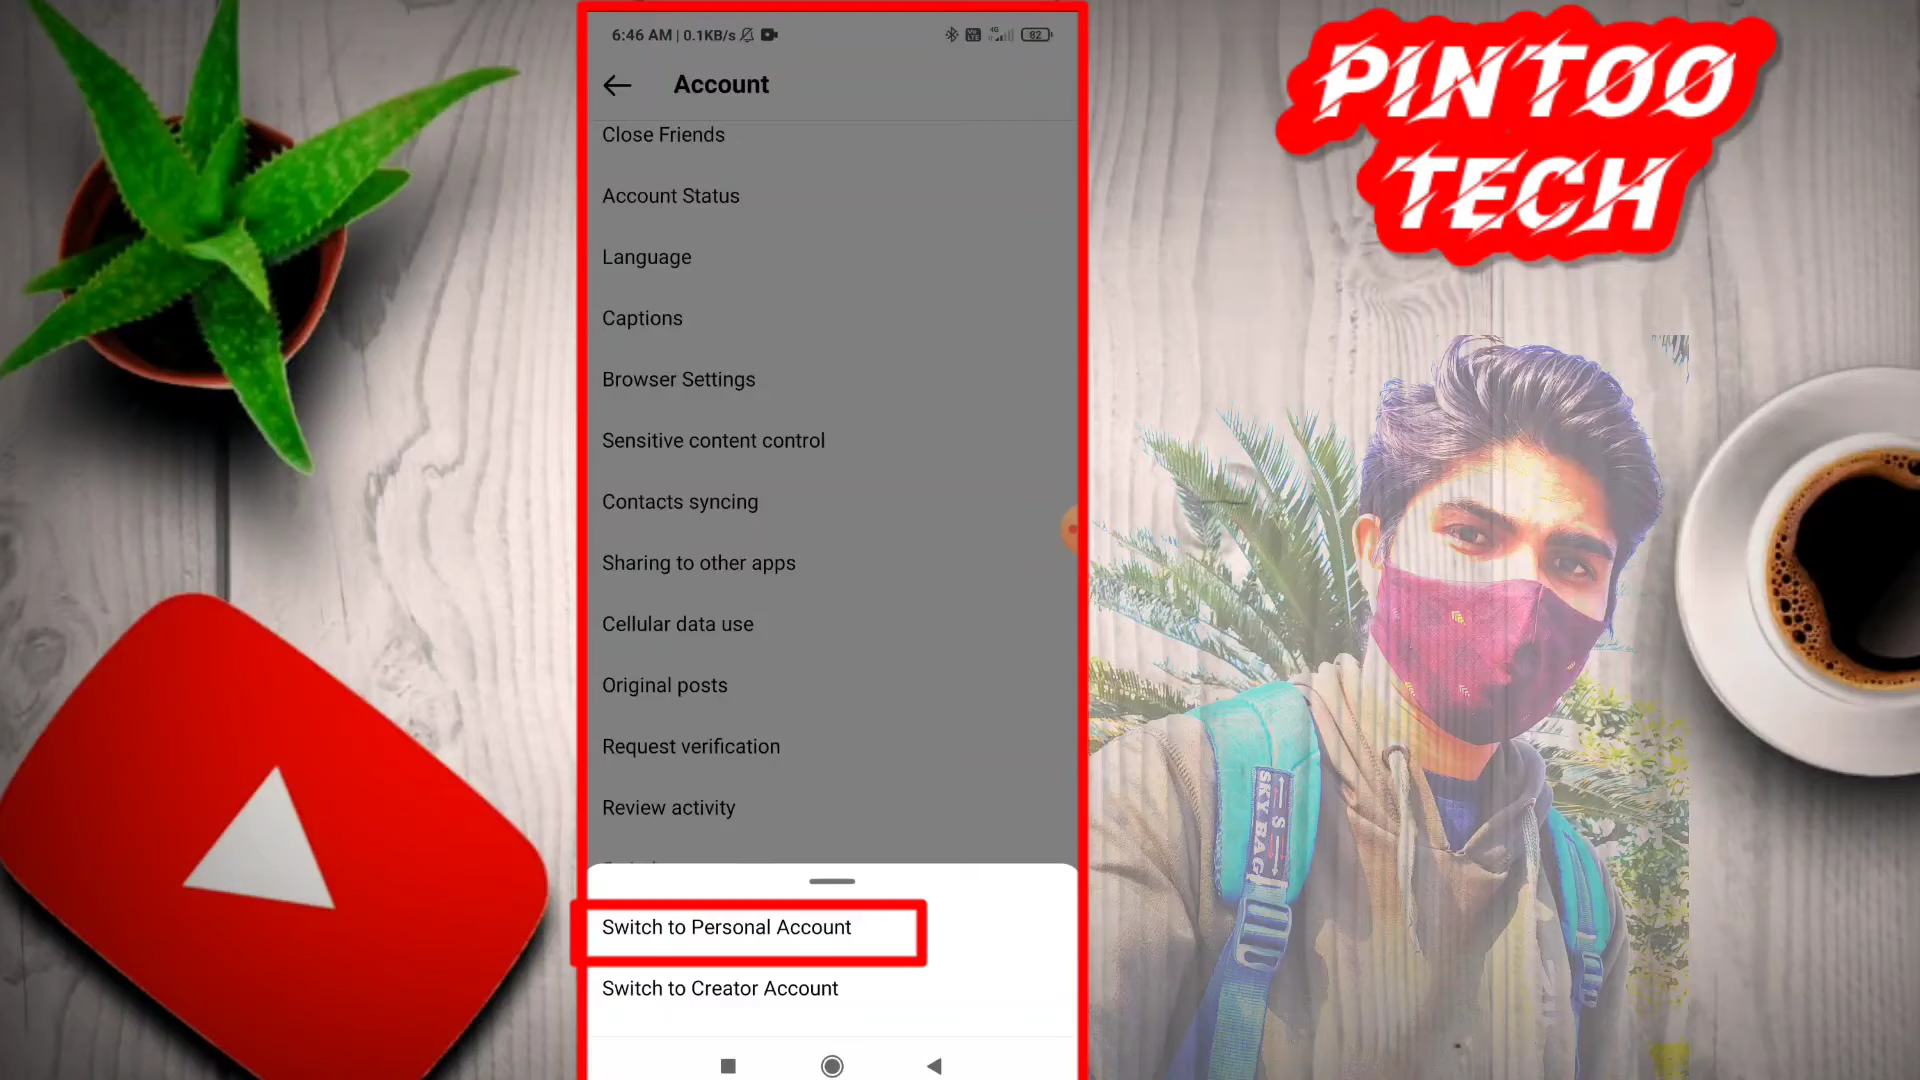 6:46 AM | 0.1KB/s
4G
82
Account
Close Friends
Account Status
Language
Captions
Browser Settings
Sensitive content control
Contacts syncing
Sharing to other apps
Cellular data use
Original posts
Request verification
Review activity
Switch to Personal Account
Switch to Creator Account
PINTOO
TECH
SKY BAG
S